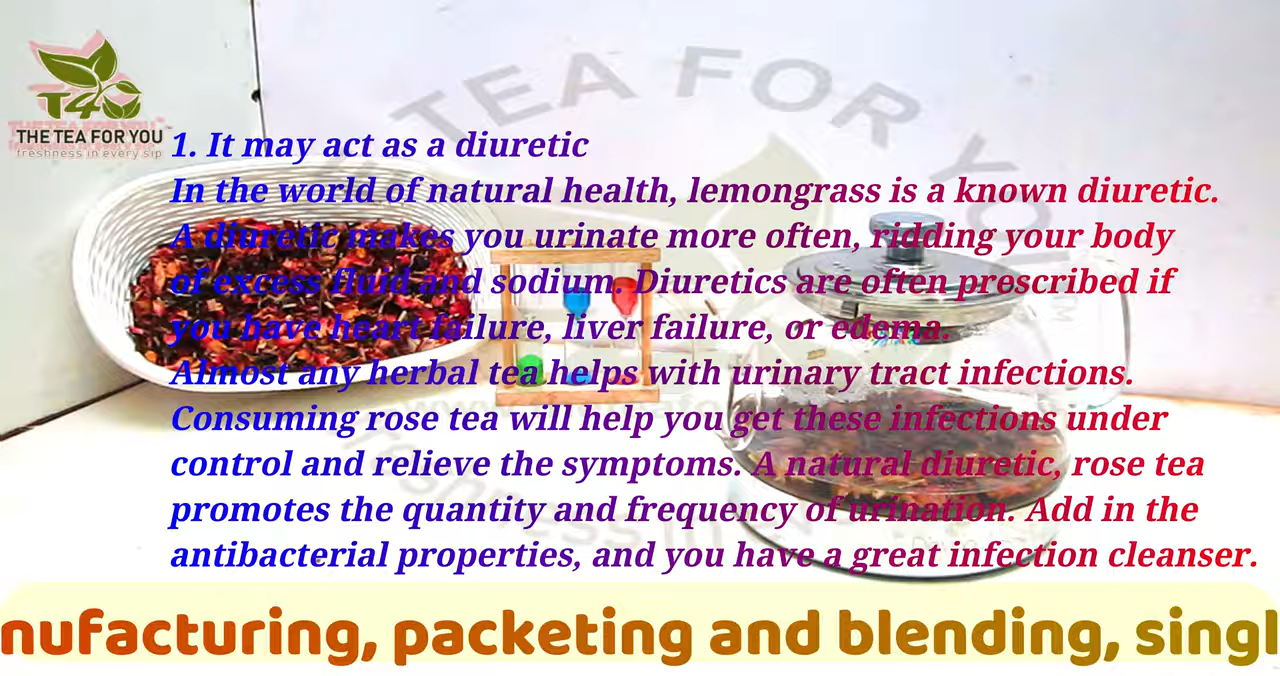 T4U
THE TEA FOR YOU
freshness in every sip
TEA FOR YOU
1. It may act as a diuretic
In the world of natural health, lemongrass is a known diuretic.
A diuretic makes you urinate more often, ridding your body
of excess fluid and sodium. Diuretics are often prescribed if
you have heart failure, liver failure, or edema.
Almost any herbal tea helps with urinary tract infections.
Consuming rose tea will help you get these infections under
control and relieve the symptoms. A natural diuretic, rose tea
promotes the quantity and frequency of urination. Add in the
antibacterial properties, and you have a great infection cleanser.
nufacturing, packeting and blending, singl